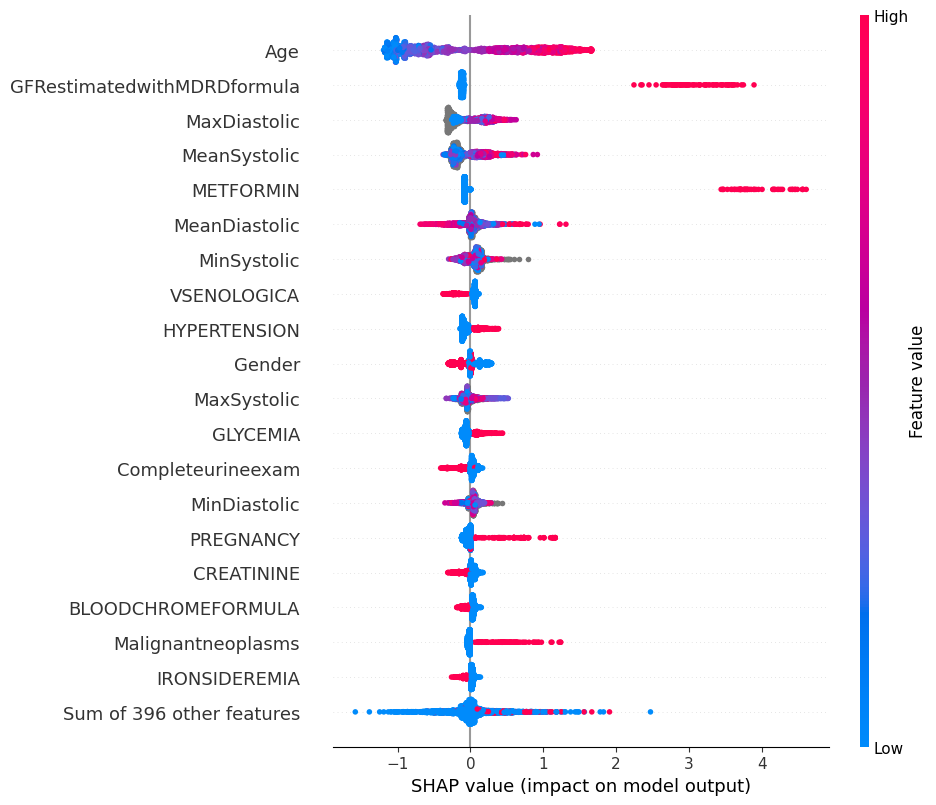 High
Age
GFRestimatedwithMDRDformula
MaxDiastolic
MeanSystolic
METFORMIN
MeanDiastolic
MinSystolic
VSENOLOGICA
HYPERTENSION
Gender
MaxSystolic
GLYCEMIA
Completeurineexam
MinDiastolic
PREGNANCY
CREATININE
BLOODCHROMEFORMULA
Malignantneoplasms
IRONSIDEREMIA
Sum of 396 other features
Feature value
Low
−1 0 1 2 3 4
SHAP value (impact on model output)